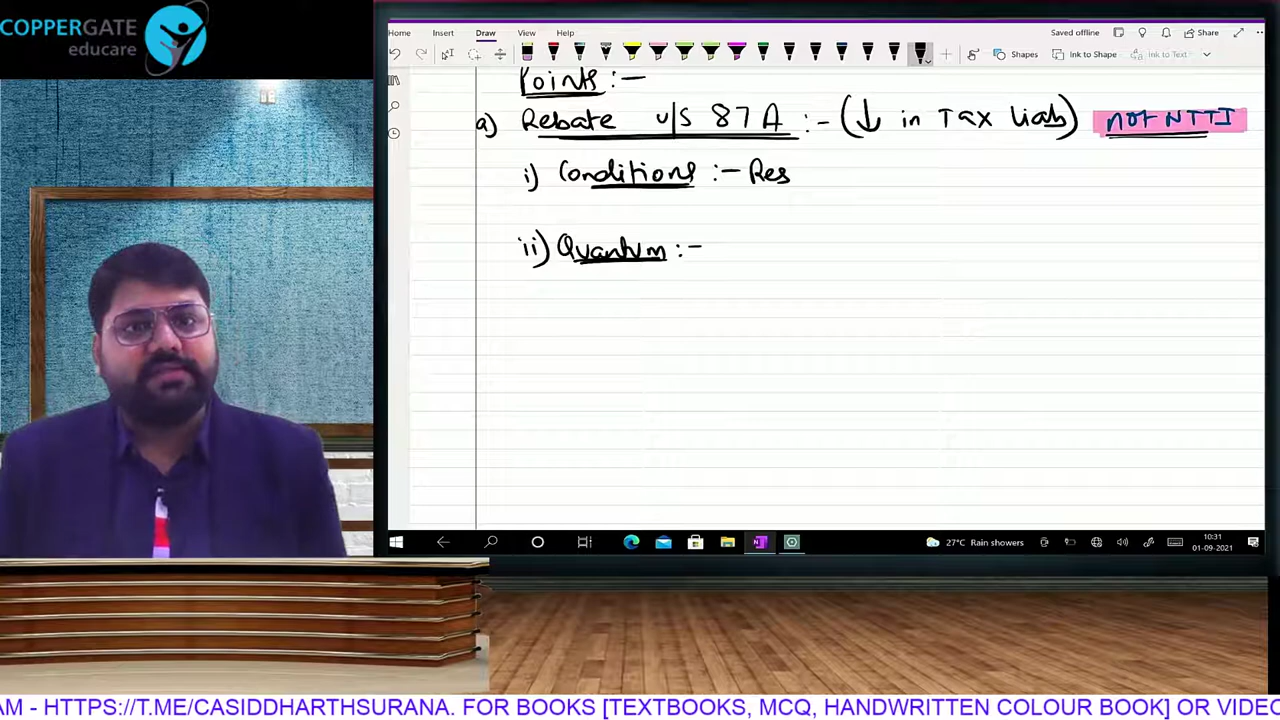 COPPERGATE
educare
Home Insert Draw View Help
Saved offline
Share
Shapes
Ink to Shape
Ink to Text
Points :-
a) Rebate u/s 87A :- (↓ in Tax Liab) not NTTI
i) Conditions :- Res
ii) Quantum :-
27°C Rain showers
10:31
01-09-2021
AM - HTTPS://T.ME/CASIDDHARTHSURANA. FOR BOOKS [TEXTBOOKS, MCQ, HANDWRITTEN COLOUR BOOK] OR VIDEO